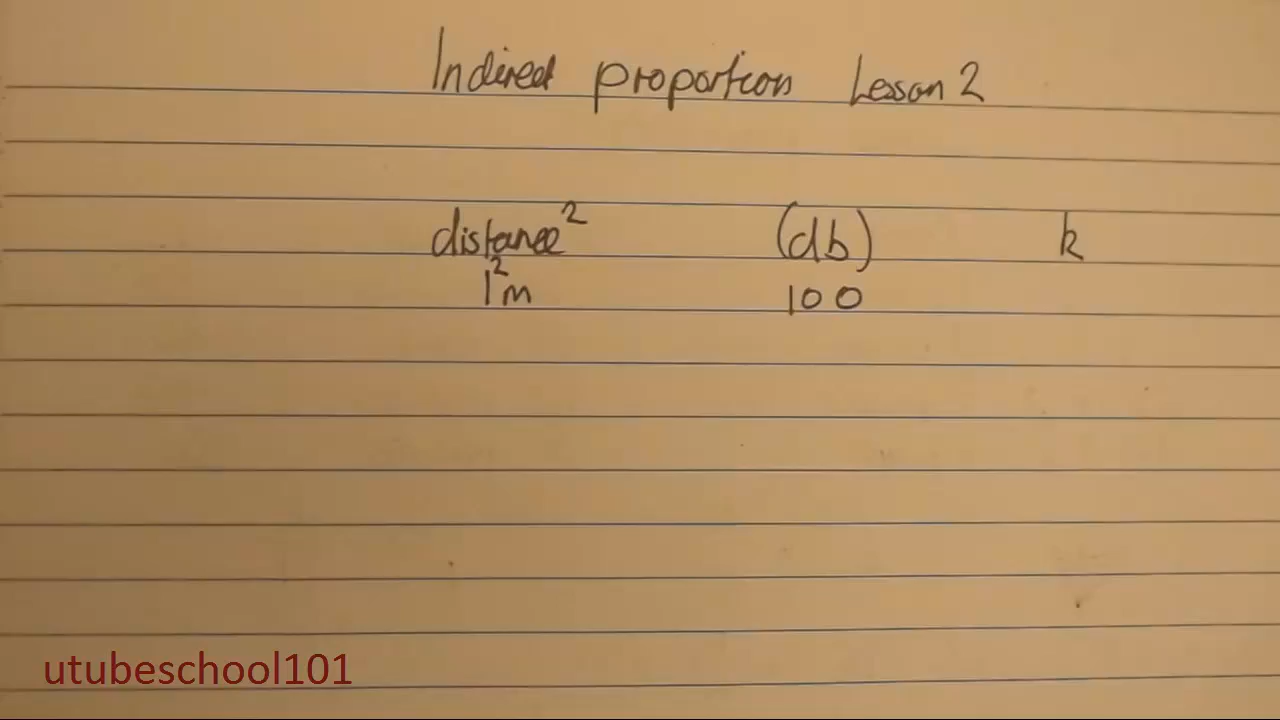 Indirect proportion Lesson 2
distance² (db) k
1²m 100
utubeschool101